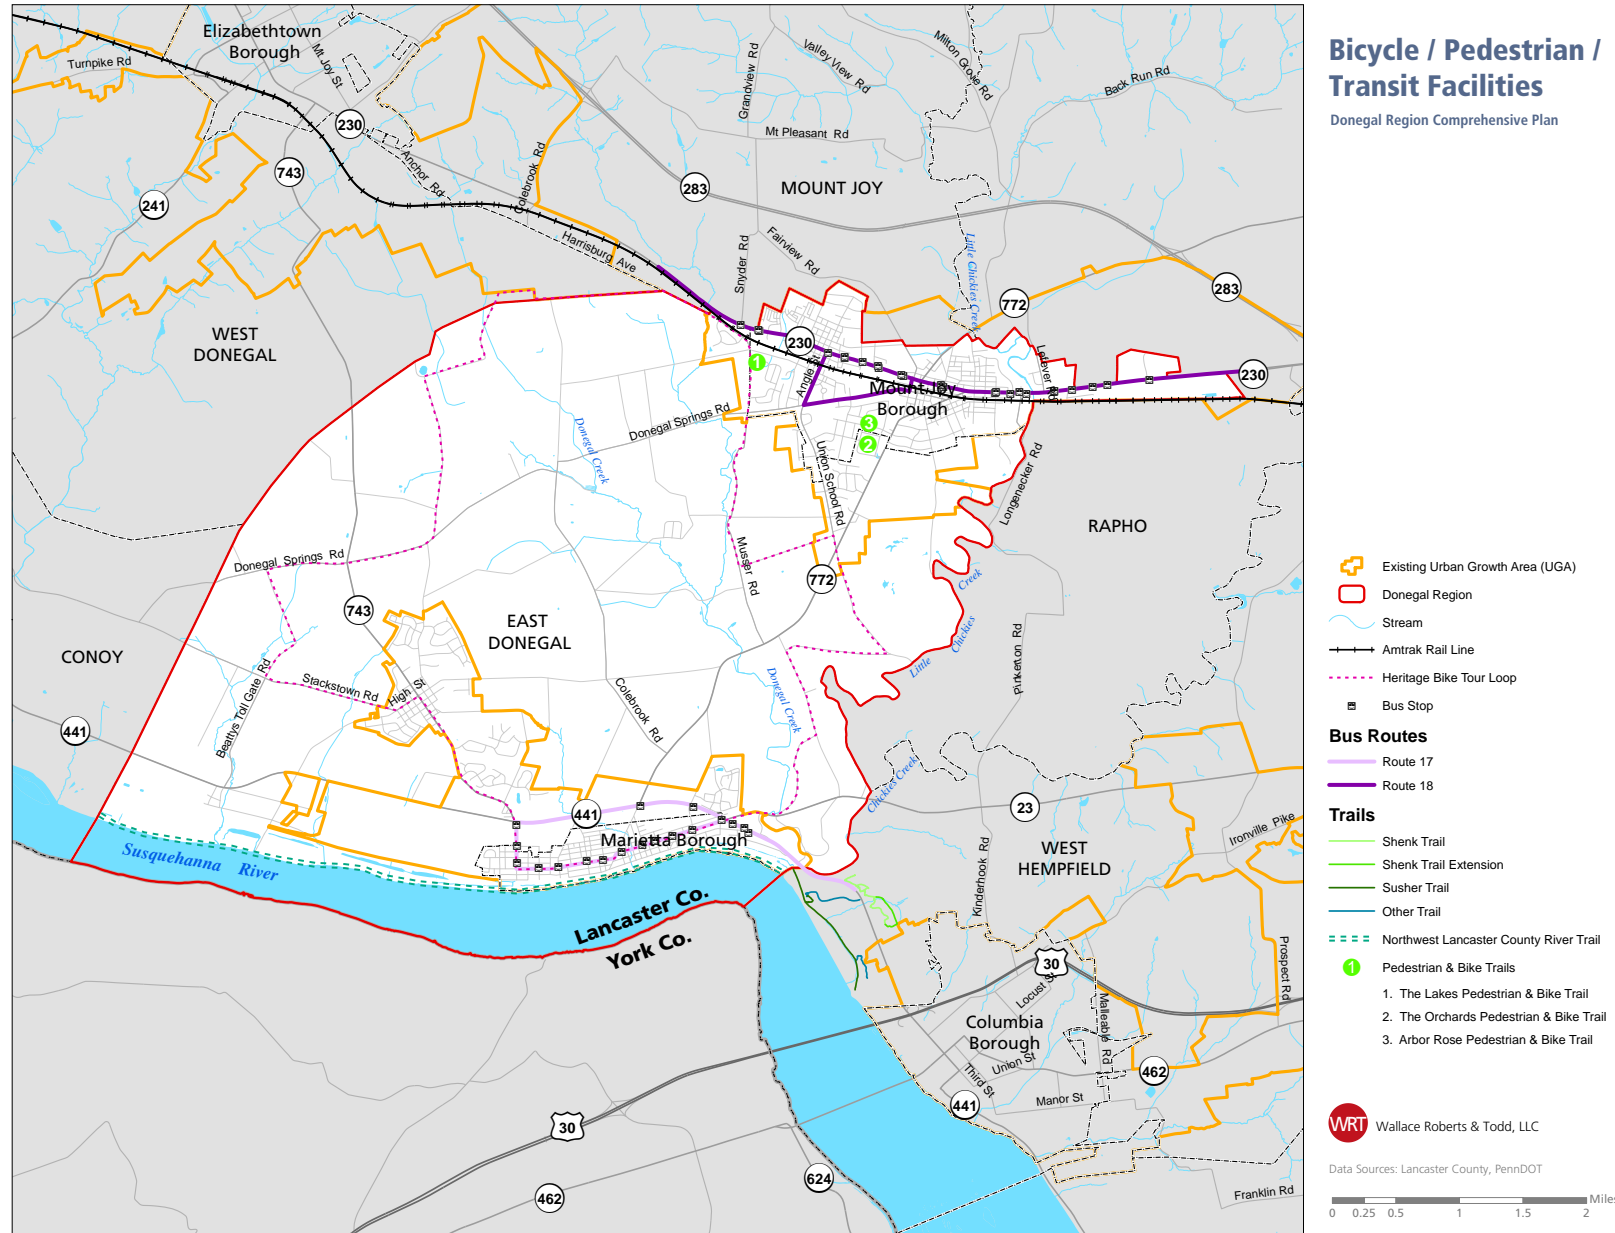 Bicycle / Pedestrian /
Transit Facilities
Donegal Region Comprehensive Plan
Elizabethtown
Borough
Turnpike Rd
Mt Joy St
230
743
241
Anchor Rd
Colebrook Rd
Harrisburg Ave
Grandview Rd
Valley View Rd
Milton Grove Rd
Back Run Rd
Mt Pleasant Rd
283
MOUNT JOY
Snyder Rd
Fairview Rd
Little Chickies Creek
772
283
WEST
DONEGAL
230
1
Angle St
Lefever Rd
230
Mount Joy
Borough
3
2
Donegal Springs Rd
Donegal Creek
Union School Rd
Longenecker Rd
RAPHO
Donegal Springs Rd
Musser Rd
772
Creek
Chickies
Little
743
EAST
DONEGAL
CONOY
Beattys Toll Gate Rd
Stackstown Rd
High St
Colebrook Rd
Donegal Creek
Pinkerton Rd
441
441
Chickies Creek
23
Marietta Borough
Kinderhook Rd
Ironville Pike
WEST
HEMPFIELD
Susquehanna River
Lancaster Co.
York Co.
Prospect Rd
30
Locust St
Malleable Rd
Columbia
Borough
Union St
Third St
462
441
Manor St
30
624
462
Franklin Rd
Existing Urban Growth Area (UGA)
Donegal Region
Stream
Amtrak Rail Line
Heritage Bike Tour Loop
Bus Stop
Bus Routes
Route 17
Route 18
Trails
Shenk Trail
Shenk Trail Extension
Susher Trail
Other Trail
Northwest Lancaster County River Trail
1 Pedestrian & Bike Trails
1. The Lakes Pedestrian & Bike Trail
2. The Orchards Pedestrian & Bike Trail
3. Arbor Rose Pedestrian & Bike Trail
WRT Wallace Roberts & Todd, LLC
Data Sources: Lancaster County, PennDOT
Miles
0 0.25 0.5 1 1.5 2